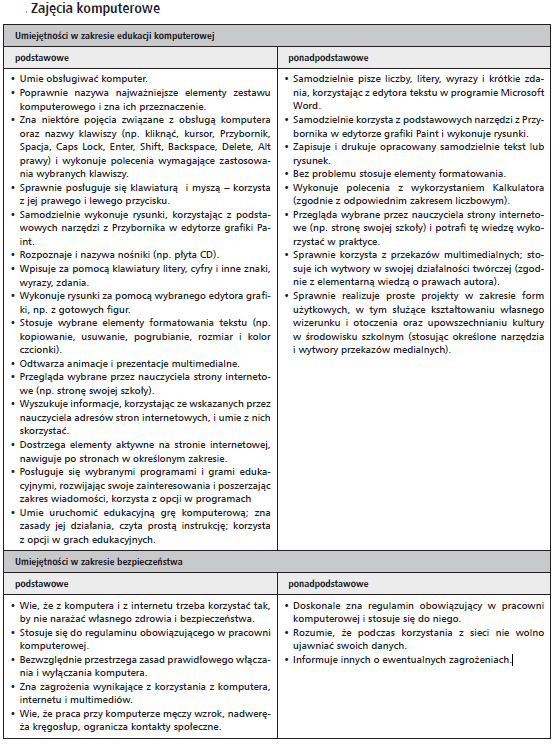 . Zajęcia komputerowe
Umiejętności w zakresie edukacji komputerowej
podstawowe
• Umie obsługiwać komputer.
• Poprawnie nazywa najważniejsze elementy zestawu
komputerowego i zna ich przeznaczenie.
• Zna niektóre pojęcia związane z obsługą komputera
oraz nazwy klawiszy (np. kliknąć, kursor, Przybornik,
Spacja, Caps Lock, Enter, Shift, Backspace, Delete, Alt
prawy) i wykonuje polecenia wymagające zastosowa-
nia wybranych klawiszy.
• Sprawnie posługuje się klawiaturą i myszą – korzysta
z jej prawego i lewego przycisku.
• Samodzielnie wykonuje rysunki, korzystając z podsta-
wowych narzędzi z Przybornika w edytorze grafiki Pa-
int.
• Rozpoznaje i nazywa nośniki (np. płyta CD).
• Wpisuje za pomocą klawiatury litery, cyfry i inne znaki,
wyrazy, zdania.
• Wykonuje rysunki za pomocą wybranego edytora grafi-
ki, np. z gotowych figur.
• Stosuje wybrane elementy formatowania tekstu (np.
kopiowanie, usuwanie, pogrubianie, rozmiar i kolor
czcionki).
• Odtwarza animacje i prezentacje multimedialne.
• Przegląda wybrane przez nauczyciela strony interneto-
we (np. stronę swojej szkoły).
• Wyszukuje informacje, korzystając ze wskazanych przez
nauczyciela adresów stron internetowych, i umie z nich
skorzystać.
• Dostrzega elementy aktywne na stronie internetowej,
nawiguje po stronach w określonym zakresie.
• Posługuje się wybranymi programami i grami eduka-
cyjnymi, rozwijając swoje zainteresowania i poszerzając
zakres wiadomości, korzysta z opcji w programach
• Umie uruchomić edukacyjną grę komputerową; zna
zasady jej działania, czyta prostą instrukcję; korzysta
z opcji w grach edukacyjnych.
ponadpodstawowe
• Samodzielnie pisze liczby, litery, wyrazy i krótkie zda-
nia, korzystając z edytora tekstu w programie Microsoft
Word.
• Samodzielnie korzysta z podstawowych narzędzi z Przy-
bornika w edytorze grafiki Paint i wykonuje rysunki.
• Zapisuje i drukuje opracowany samodzielnie tekst lub
rysunek.
• Bez problemu stosuje elementy formatowania.
• Wykonuje polecenia z wykorzystaniem Kalkulatora
(zgodnie z odpowiednim zakresem liczbowym).
• Przegląda wybrane przez nauczyciela strony interneto-
we (np. stronę swojej szkoły) i potrafi tę wiedzę wyko-
rzystać w praktyce.
• Sprawnie korzysta z przekazów multimedialnych; sto-
suje ich wytwory w swojej działalności twórczej (zgod-
nie z elementarną wiedzą o prawach autora).
• Sprawnie realizuje proste projekty w zakresie form
użytkowych, w tym służące kształtowaniu własnego
wizerunku i otoczenia oraz upowszechnianiu kultury
w środowisku szkolnym (stosując określone narzędzia
i wytwory przekazów medialnych).
Umiejętności w zakresie bezpieczeństwa
podstawowe
• Wie, że z komputera i z internetu trzeba korzystać tak,
by nie narażać własnego zdrowia i bezpieczeństwa.
• Stosuje się do regulaminu obowiązującego w pracowni
komputerowej.
• Bezwzględnie przestrzega zasad prawidłowego włącza-
nia i wyłączania komputera.
• Zna zagrożenia wynikające z korzystania z komputera,
internetu i multimediów.
• Wie, że praca przy komputerze męczy wzrok, nadwerę-
ża kręgosłup, ogranicza kontakty społeczne.
ponadpodstawowe
• Doskonale zna regulamin obowiązujący w pracowni
komputerowej i stosuje się do niego.
• Rozumie, że podczas korzystania z sieci nie wolno
ujawniać swoich danych.
• Informuje innych o ewentualnych zagrożeniach.